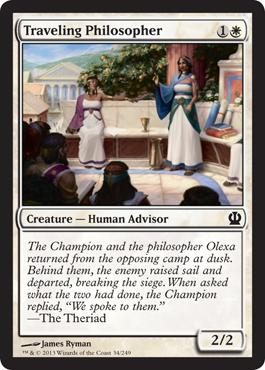 Traveling Philosopher 1
Creature — Human Advisor
The Champion and the philosopher Olexa
returned from the opposing camp at dusk.
Behind them, the enemy raised sail and
departed, breaking the siege. When asked
what the two had done, the Champion
replied, “We spoke to them.”
—The Theriad
2/2
James Ryman
™ & © 2013 Wizards of the Coast 34/249